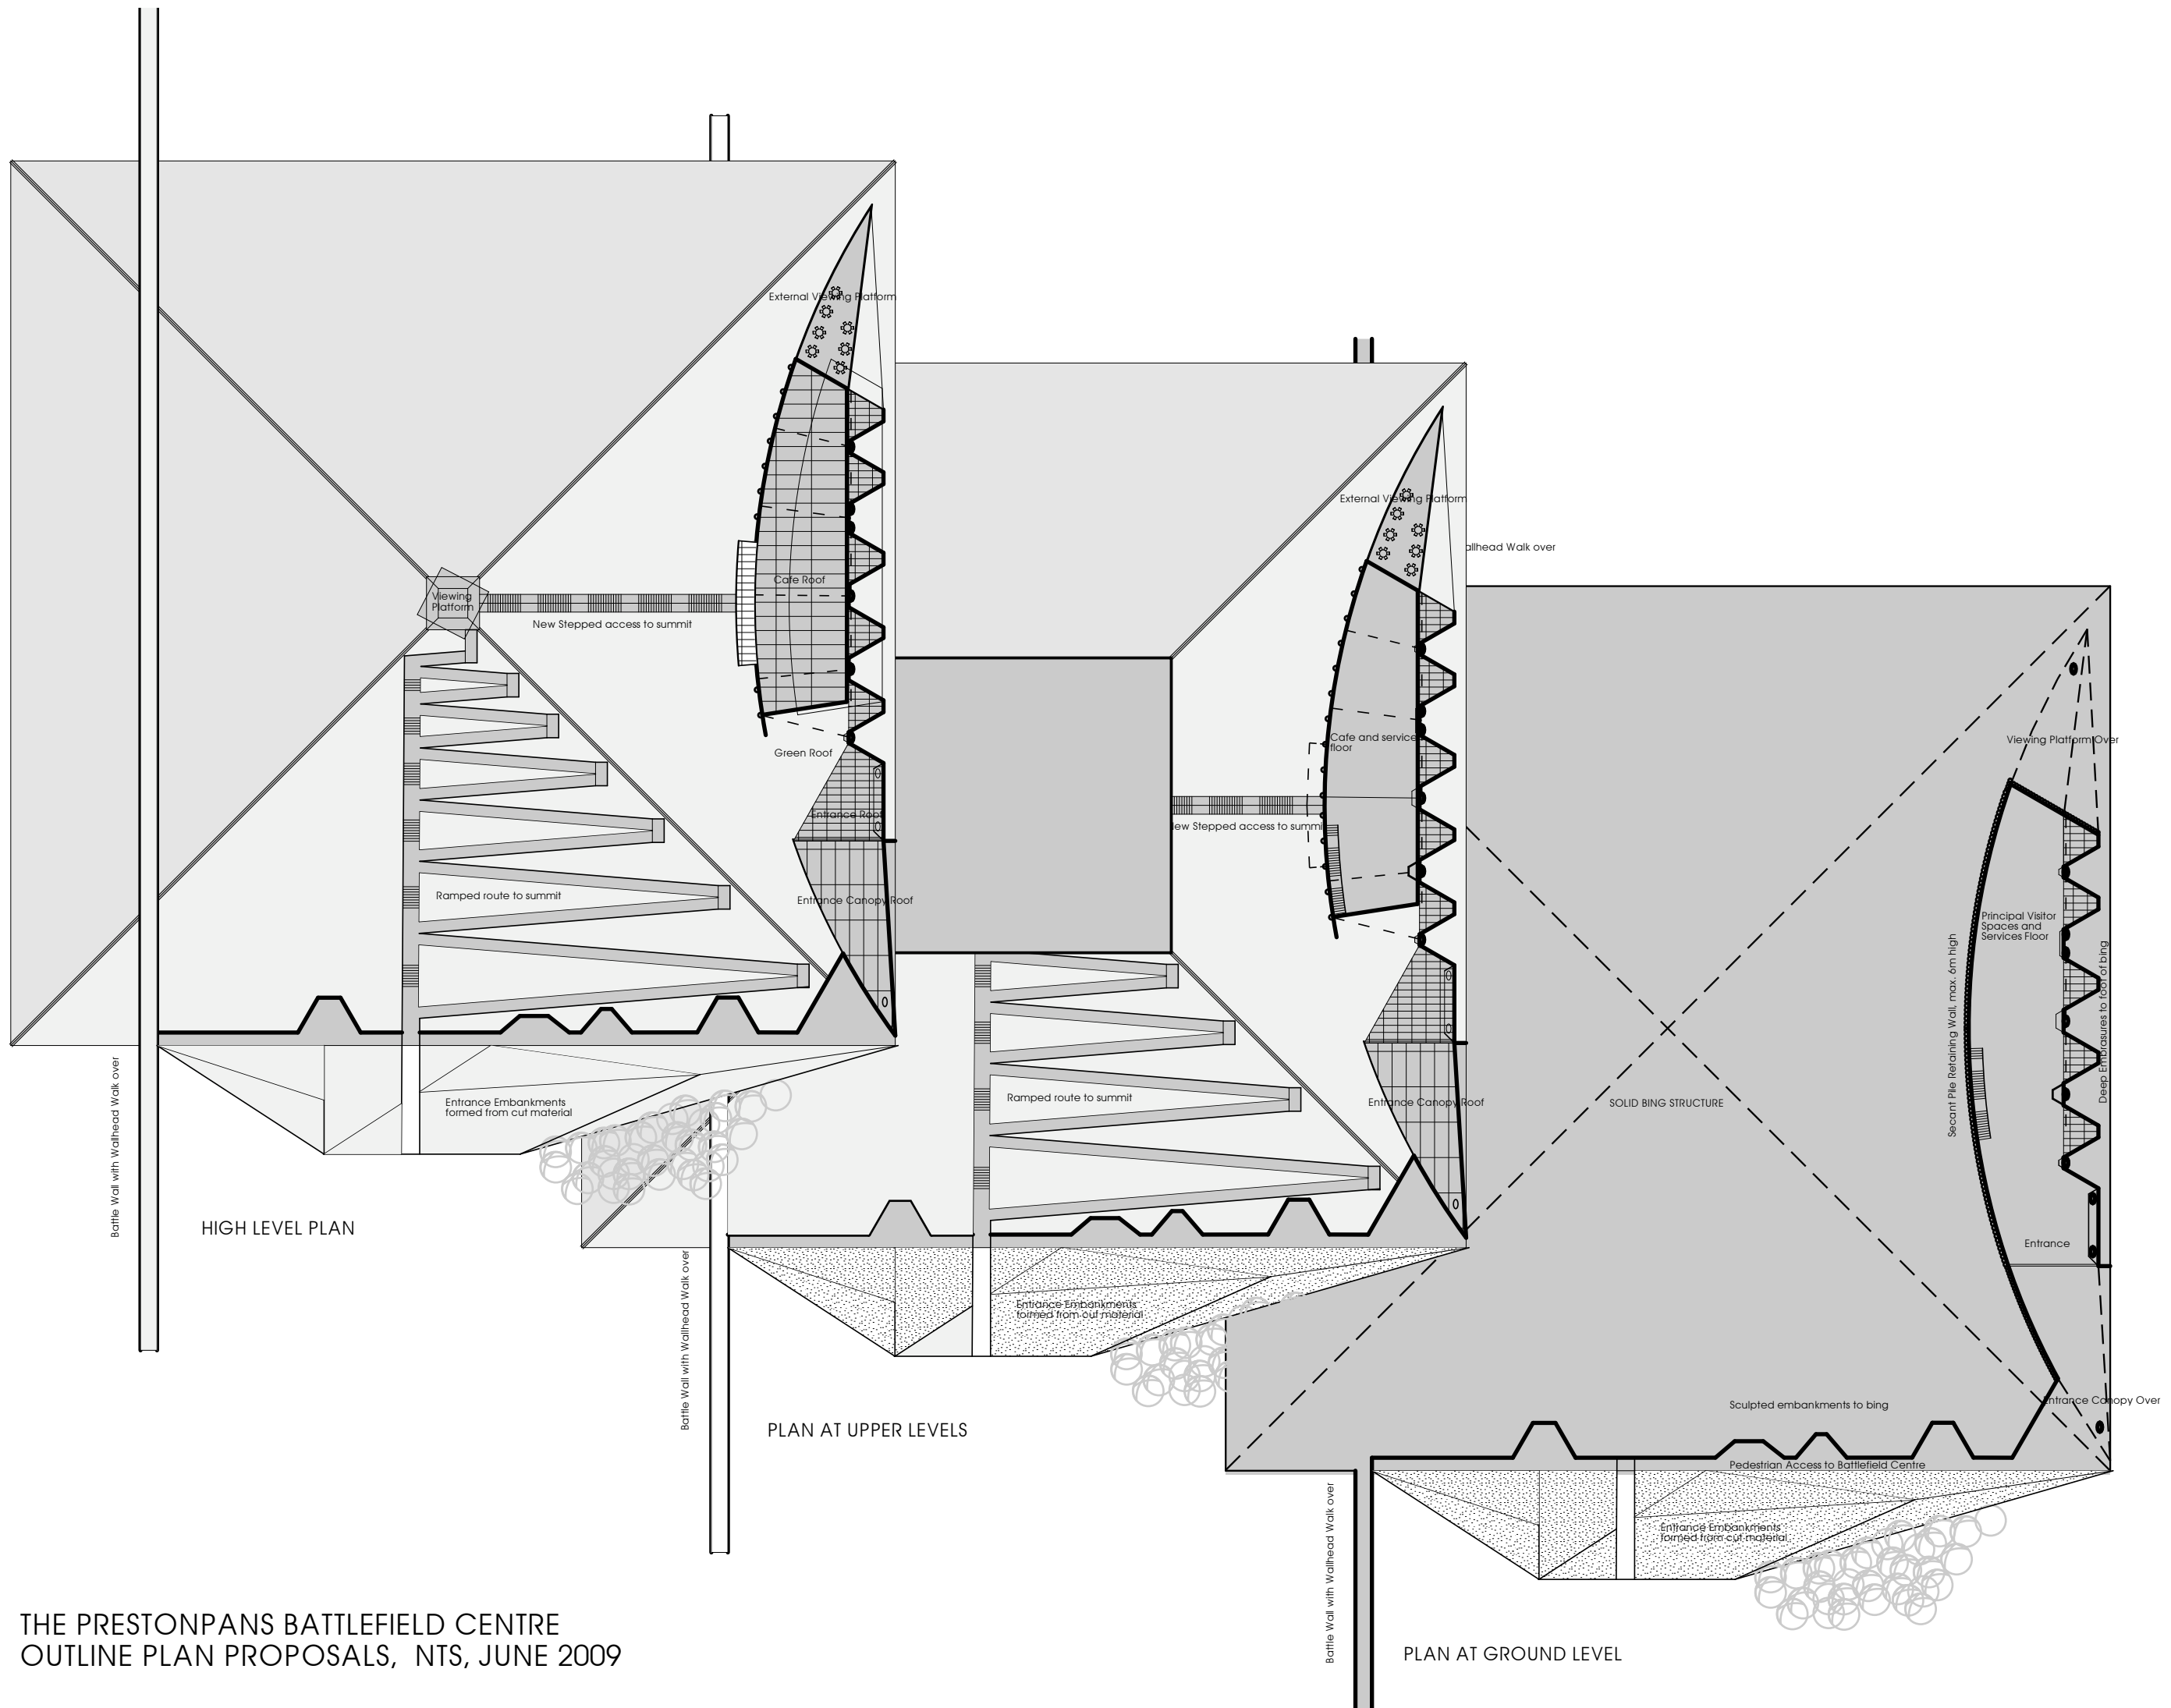 External Viewing Platform
Cafe Roof
Viewing
Platform
New Stepped access to summit
Green Roof
Entrance Roof
Ramped route to summit
Entrance Canopy Roof
Battle Wall with Wallhead Walk over
Entrance Embankments
formed from cut material
HIGH LEVEL PLAN
External Viewing Platform
allhead Walk over
Cafe and service
floor
ew Stepped access to summit
Ramped route to summit
Entrance Canopy Roof
Battle Wall with Wallhead Walk over
Entrance Embankments
formed from cut material
PLAN AT UPPER LEVELS
Viewing Platform Over
Principal Visitor
Spaces and
Services Floor
Secant Pile Retaining Wall, max. 6m high
Deep Embrasures to foot of bing
SOLID BING STRUCTURE
Entrance
Entrance Canopy Over
Sculpted embankments to bing
Pedestrian Access to Battlefield Centre
Entrance Embankments
formed from cut material
Battle Wall with Wallhead Walk over
PLAN AT GROUND LEVEL
THE PRESTONPANS BATTLEFIELD CENTRE
OUTLINE PLAN PROPOSALS, NTS, JUNE 2009